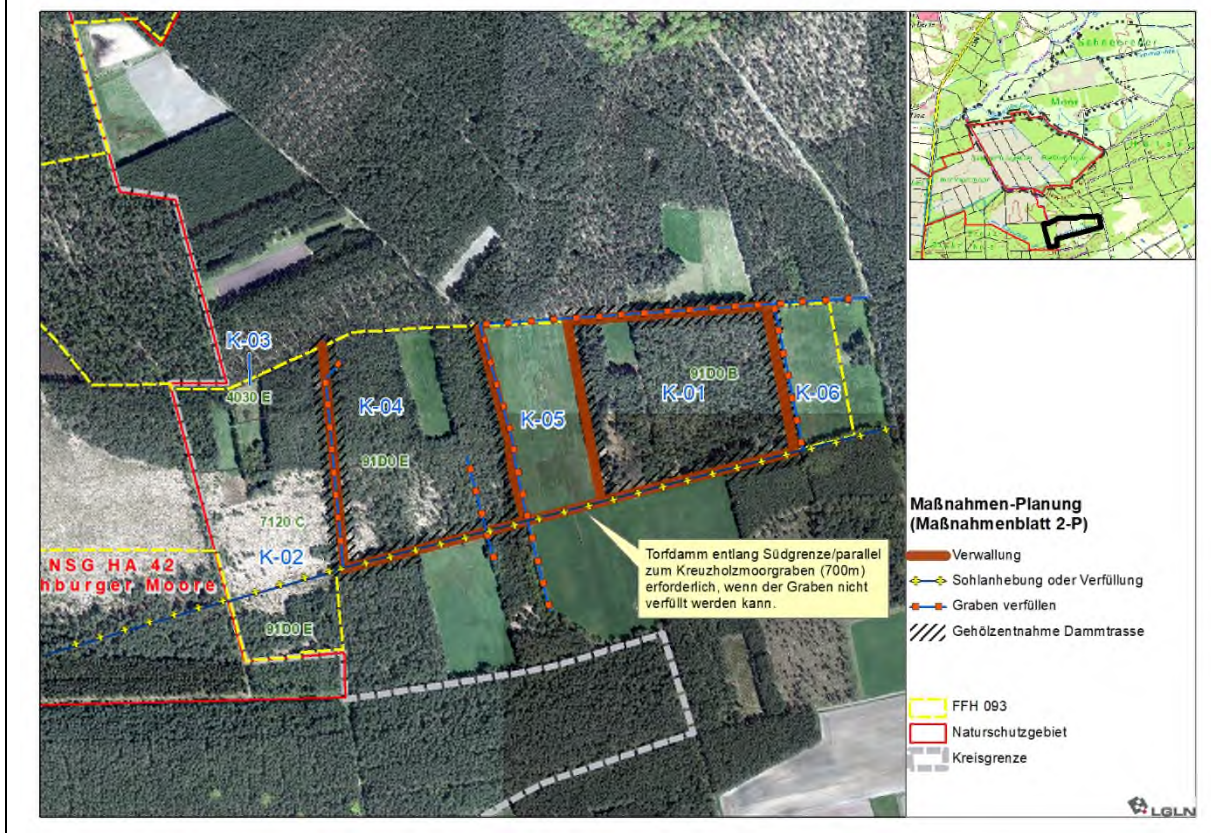 Schneerener
Moor
K-03
4030 E
K-04
91D0 B
K-01
K-06
K-05
91D0 E
7120 C
K-02
NSG HA 42
hburger Moore
91D0 E
Torfdamm entlang Südgrenze/parallel
zum Kreuzholzmoorgraben (700m)
erforderlich, wenn der Graben nicht
verfüllt werden kann.
Maßnahmen-Planung
(Maßnahmenblatt 2-P)
Verwallung
Sohlanhebung oder Verfüllung
Graben verfüllen
Gehölzentnahme Dammtrasse
FFH 093
Naturschutzgebiet
Kreisgrenze
LGLN